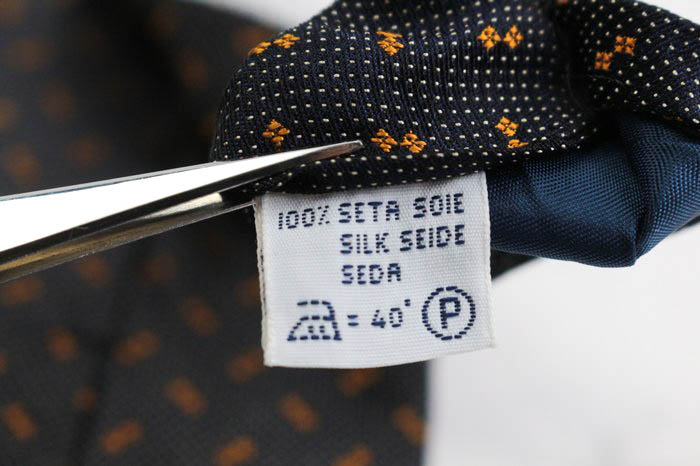 100% SETA SOIE
SILK SEIDE
SEDA
= 40° P